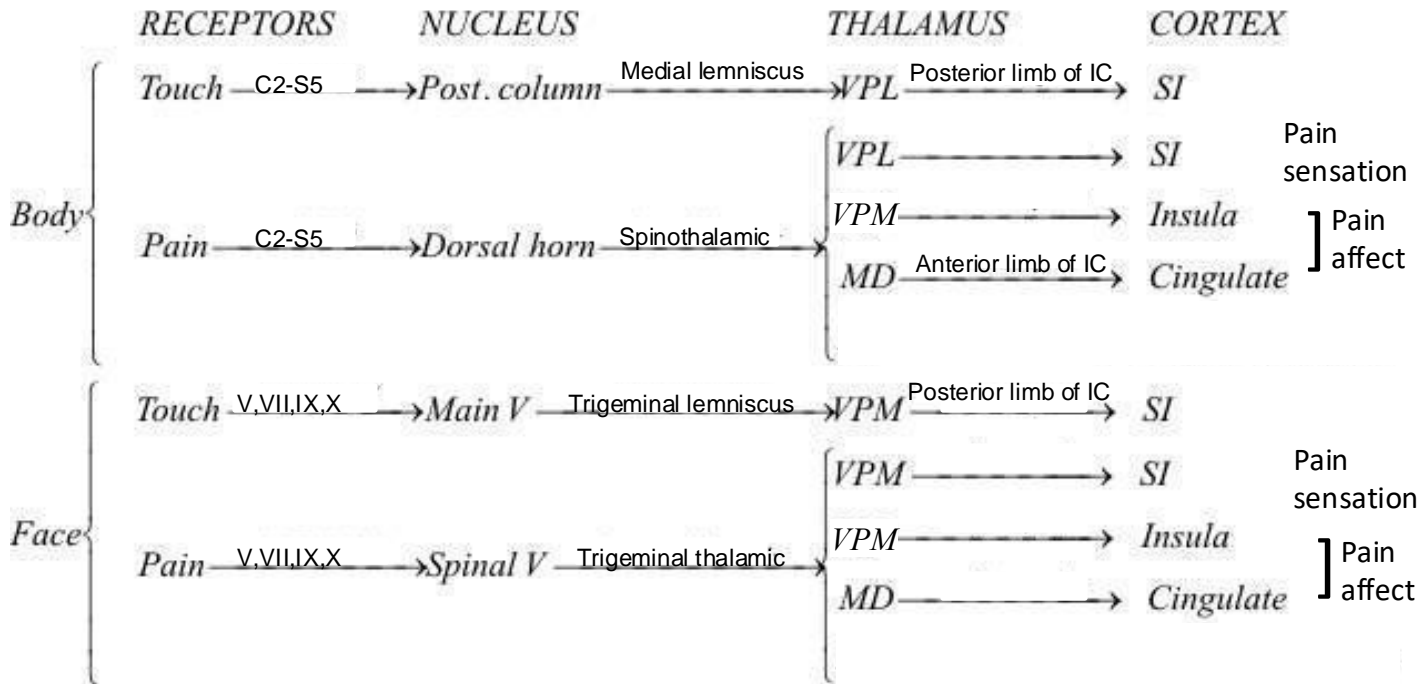 RECEPTORS NUCLEUS THALAMUS CORTEX
Touch C2-S5 Post. column Medial lemniscus VPL Posterior limb of IC SI
VPL SI Pain
sensation
Body
VPM Insula ] Pain
Pain C2-S5 Dorsal horn Spinothalamic
affect
MD Anterior limb of IC Cingulate
Touch V,VII,IX,X Main V Trigeminal lemniscus VPM Posterior limb of IC SI
VPM SI Pain
sensation
Face
VPM Insula ] Pain
Pain V,VII,IX,X Spinal V Trigeminal thalamic
affect
MD Cingulate